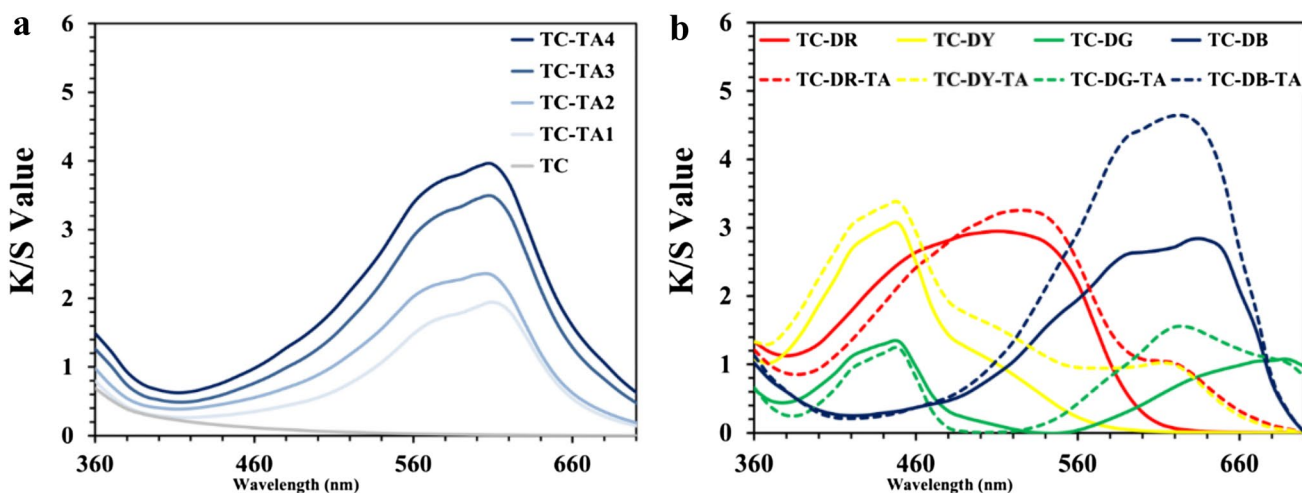 a
K/S Value
6
5
4
3
2
1
0
TC-TA4
TC-TA3
TC-TA2
TC-TA1
TC
360
460
560
660
Wavelength (nm)
b
K/S Value
6
5
4
3
2
1
0
TC-DR TC-DY TC-DG TC-DB
TC-DR-TA TC-DY-TA TC-DG-TA TC-DB-TA
360
460
560
660
Wavelength (nm)